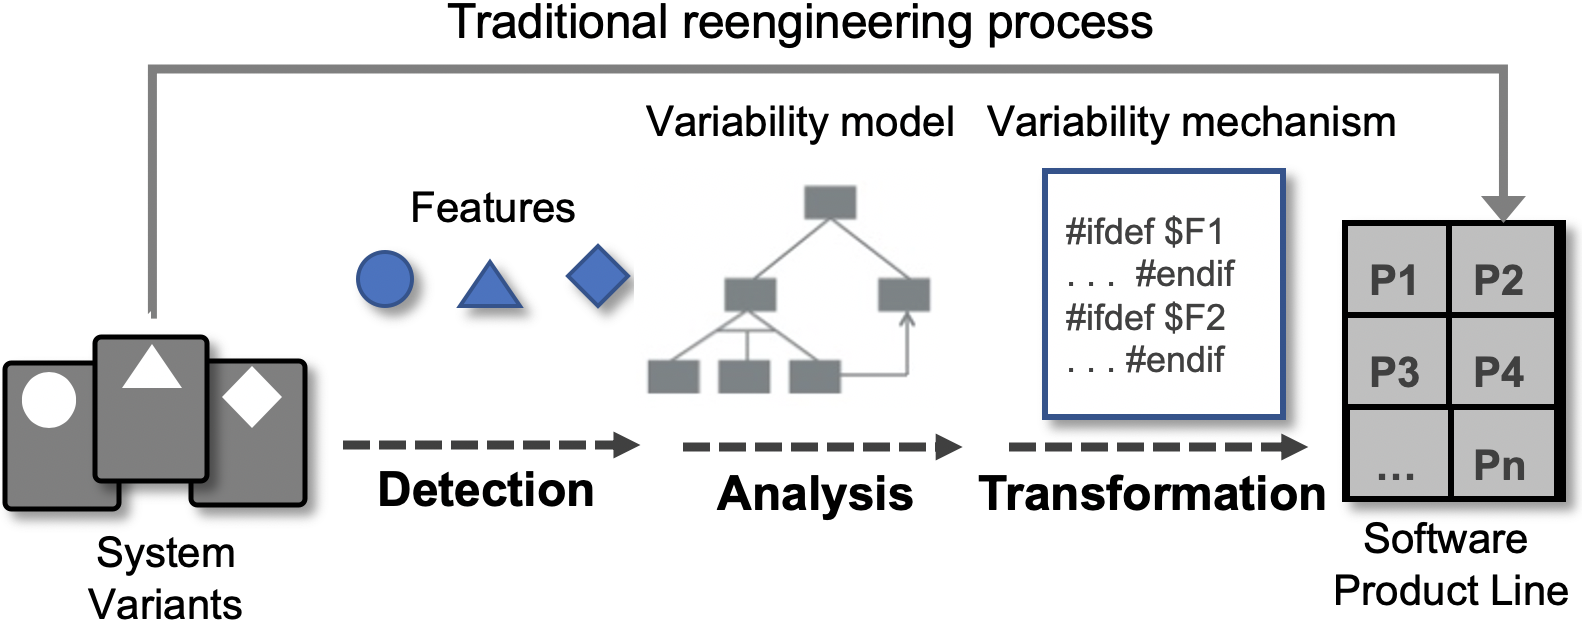 Traditional reengineering process
Variability model
Variability mechanism
Features
#ifdef $F1
. . . #endif
#ifdef $F2
. . . #endif
P1 P2
P3 P4
... Pn
Detection
Analysis
Transformation
System
Variants
Software
Product Line